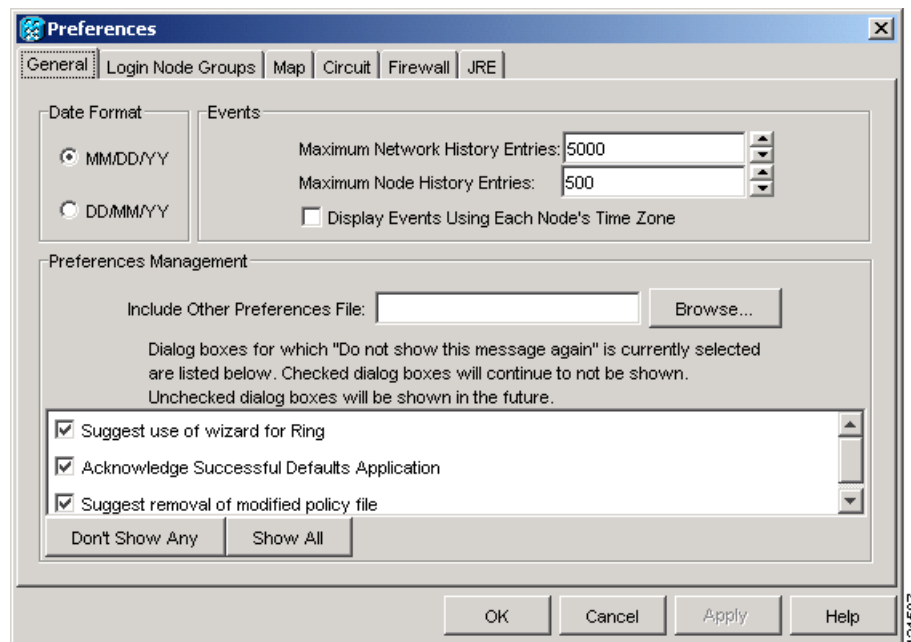 Preferences
General Login Node Groups Map Circuit Firewall JRE
Date Format
MM/DD/YY
DD/MM/YY
Events
Maximum Network History Entries: 5000
Maximum Node History Entries: 500
Display Events Using Each Node's Time Zone
Preferences Management
Include Other Preferences File: Browse...
Dialog boxes for which "Do not show this message again" is currently selected
are listed below. Checked dialog boxes will continue to not be shown.
Unchecked dialog boxes will be shown in the future.
Suggest use of wizard for Ring
Acknowledge Successful Defaults Application
Suggest removal of modified policy file
Don't Show Any Show All
OK Cancel Apply Help